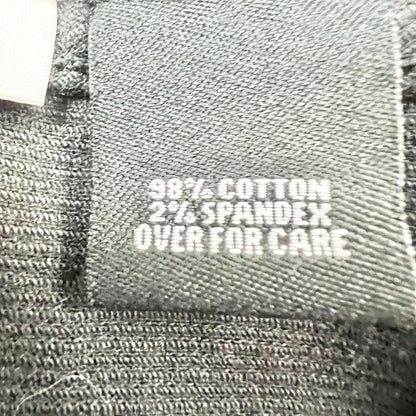 98% COTTON
2% SPANDEX
OVER FOR CARE